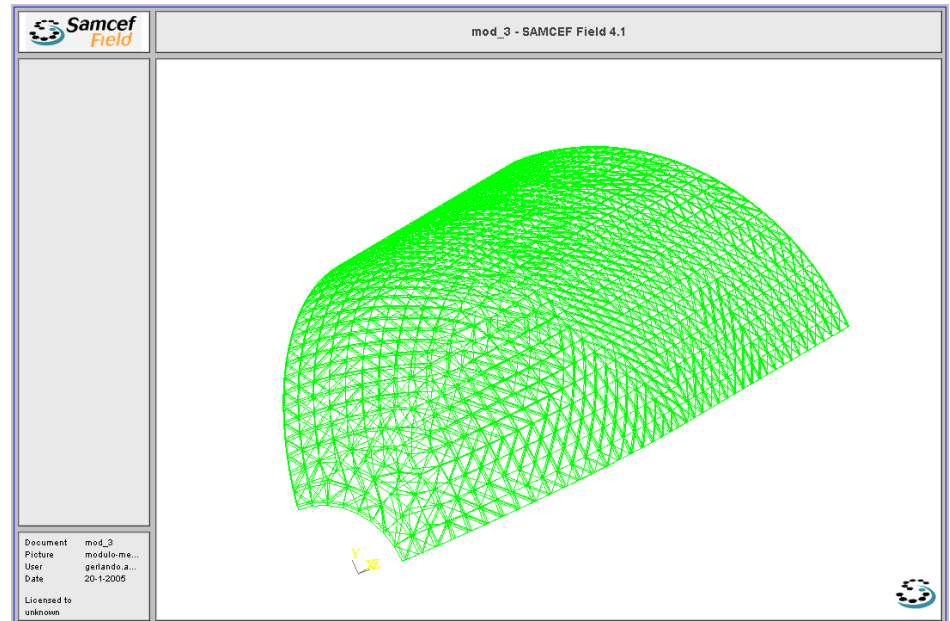 Samcef
Field
mod_3 - SAMCEF Field 4.1
Y
XZ
Document mod_3
Picture modulo-me...
User gerlando.a...
Date 20-1-2005
Licensed to
unknown